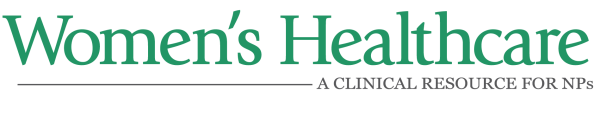 Women's Healthcare
A CLINICAL RESOURCE FOR NPs